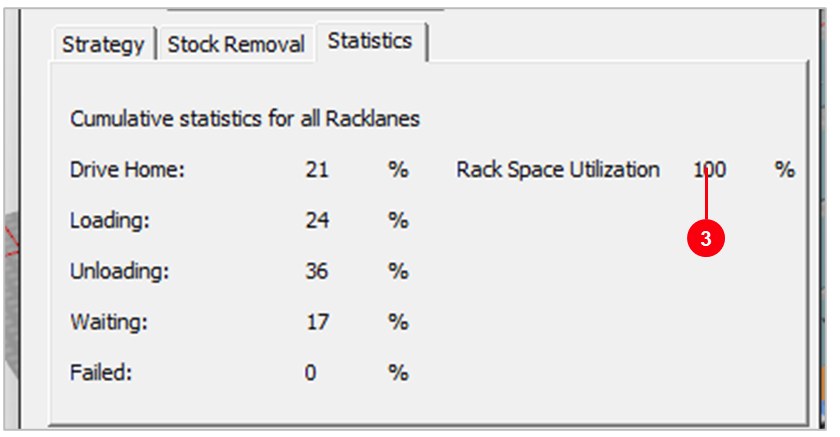 Strategy Stock Removal Statistics
Cumulative statistics for all Racklanes
Drive Home: 21 % Rack Space Utilization 100 %
Loading: 24 %
3
Unloading: 36 %
Waiting: 17 %
Failed: 0 %